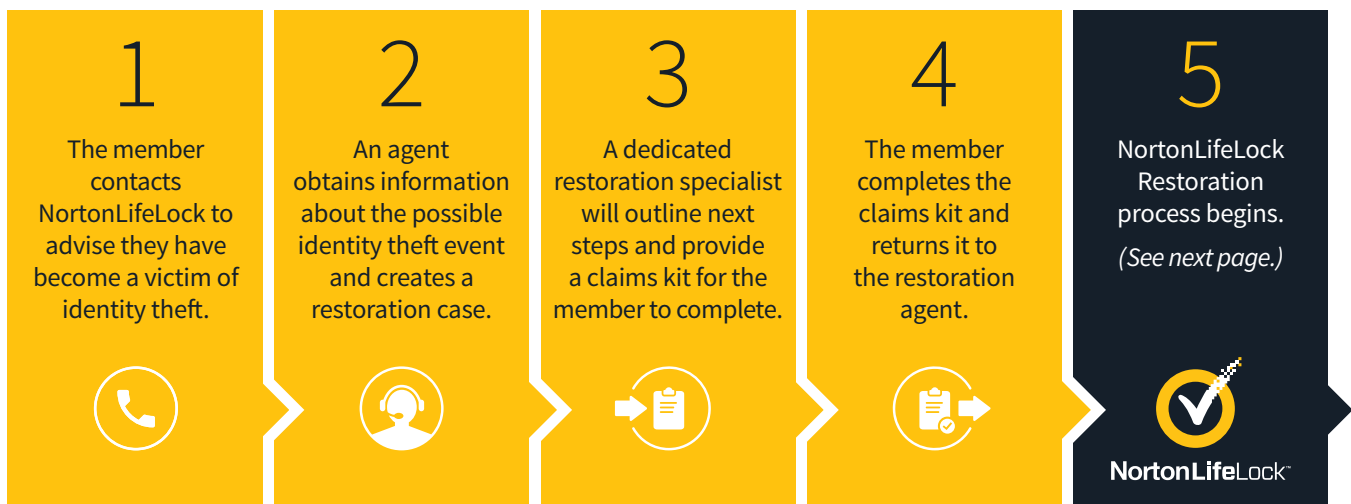 1
The member
contacts
NortonLifeLock to
advise they have
become a victim of
identity theft.
2
An agent
obtains information
about the possible
identity theft event
and creates a
restoration case.
3
A dedicated
restoration specialist
will outline next
steps and provide
a claims kit for the
member to complete.
4
The member
completes the
claims kit and
returns it to
the restoration
agent.
5
NortonLifeLock
Restoration
process begins.
(See next page.)
NortonLifeLock™